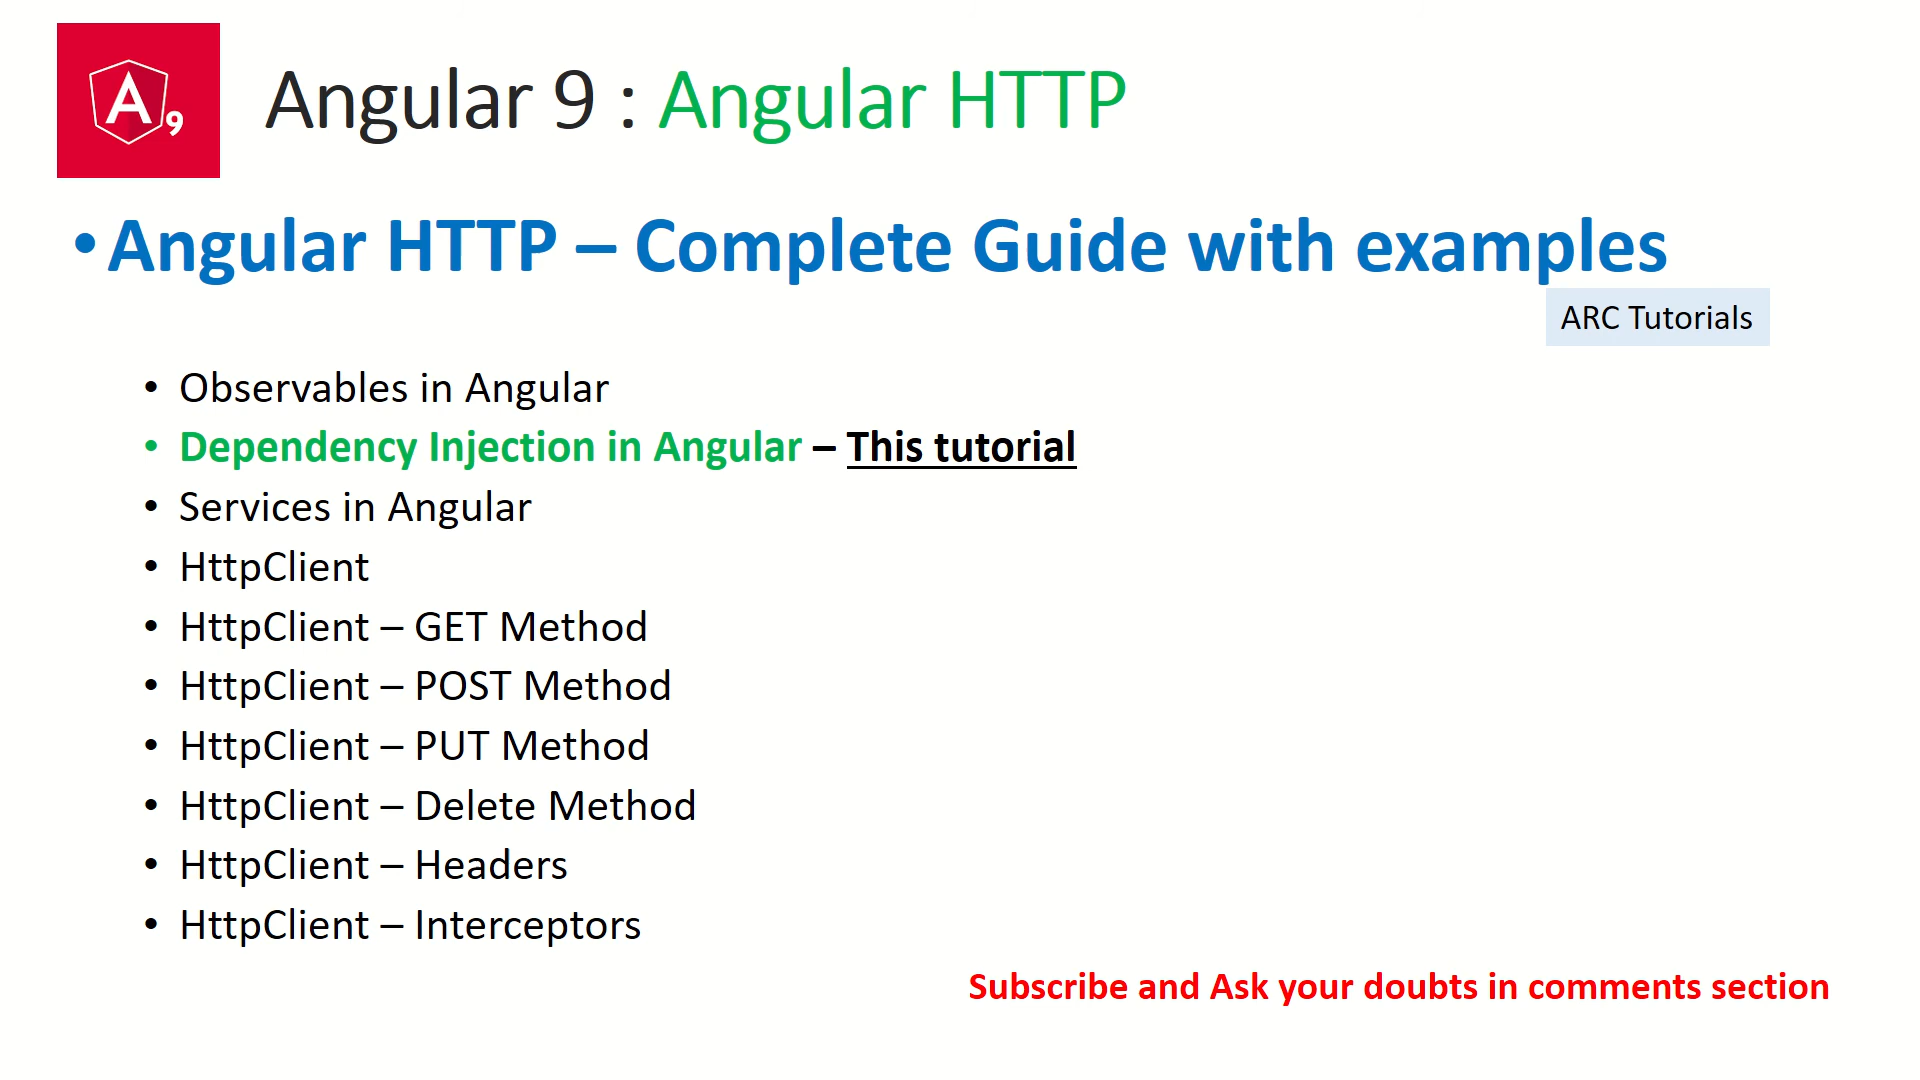 A9
Angular 9 : Angular HTTP
•Angular HTTP – Complete Guide with examples
ARC Tutorials
• Observables in Angular
• Dependency Injection in Angular – This tutorial
• Services in Angular
• HttpClient
• HttpClient – GET Method
• HttpClient – POST Method
• HttpClient – PUT Method
• HttpClient – Delete Method
• HttpClient – Headers
• HttpClient – Interceptors
Subscribe and Ask your doubts in comments section